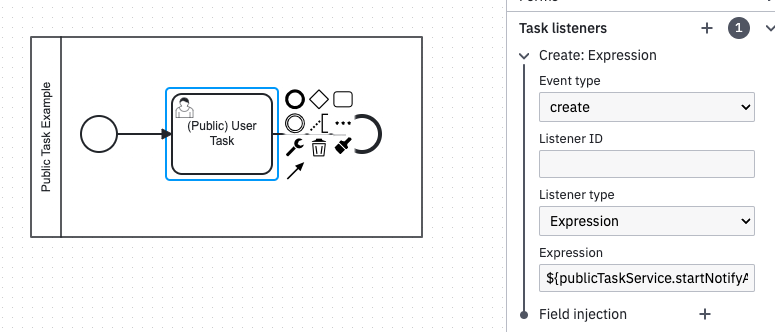 Task listeners
1
Create: Expression
Event type
create
Listener ID
Listener type
Expression
Expression
${publicTaskService.startNotifyA
Field injection
Public Task Example
(Public) User
Task